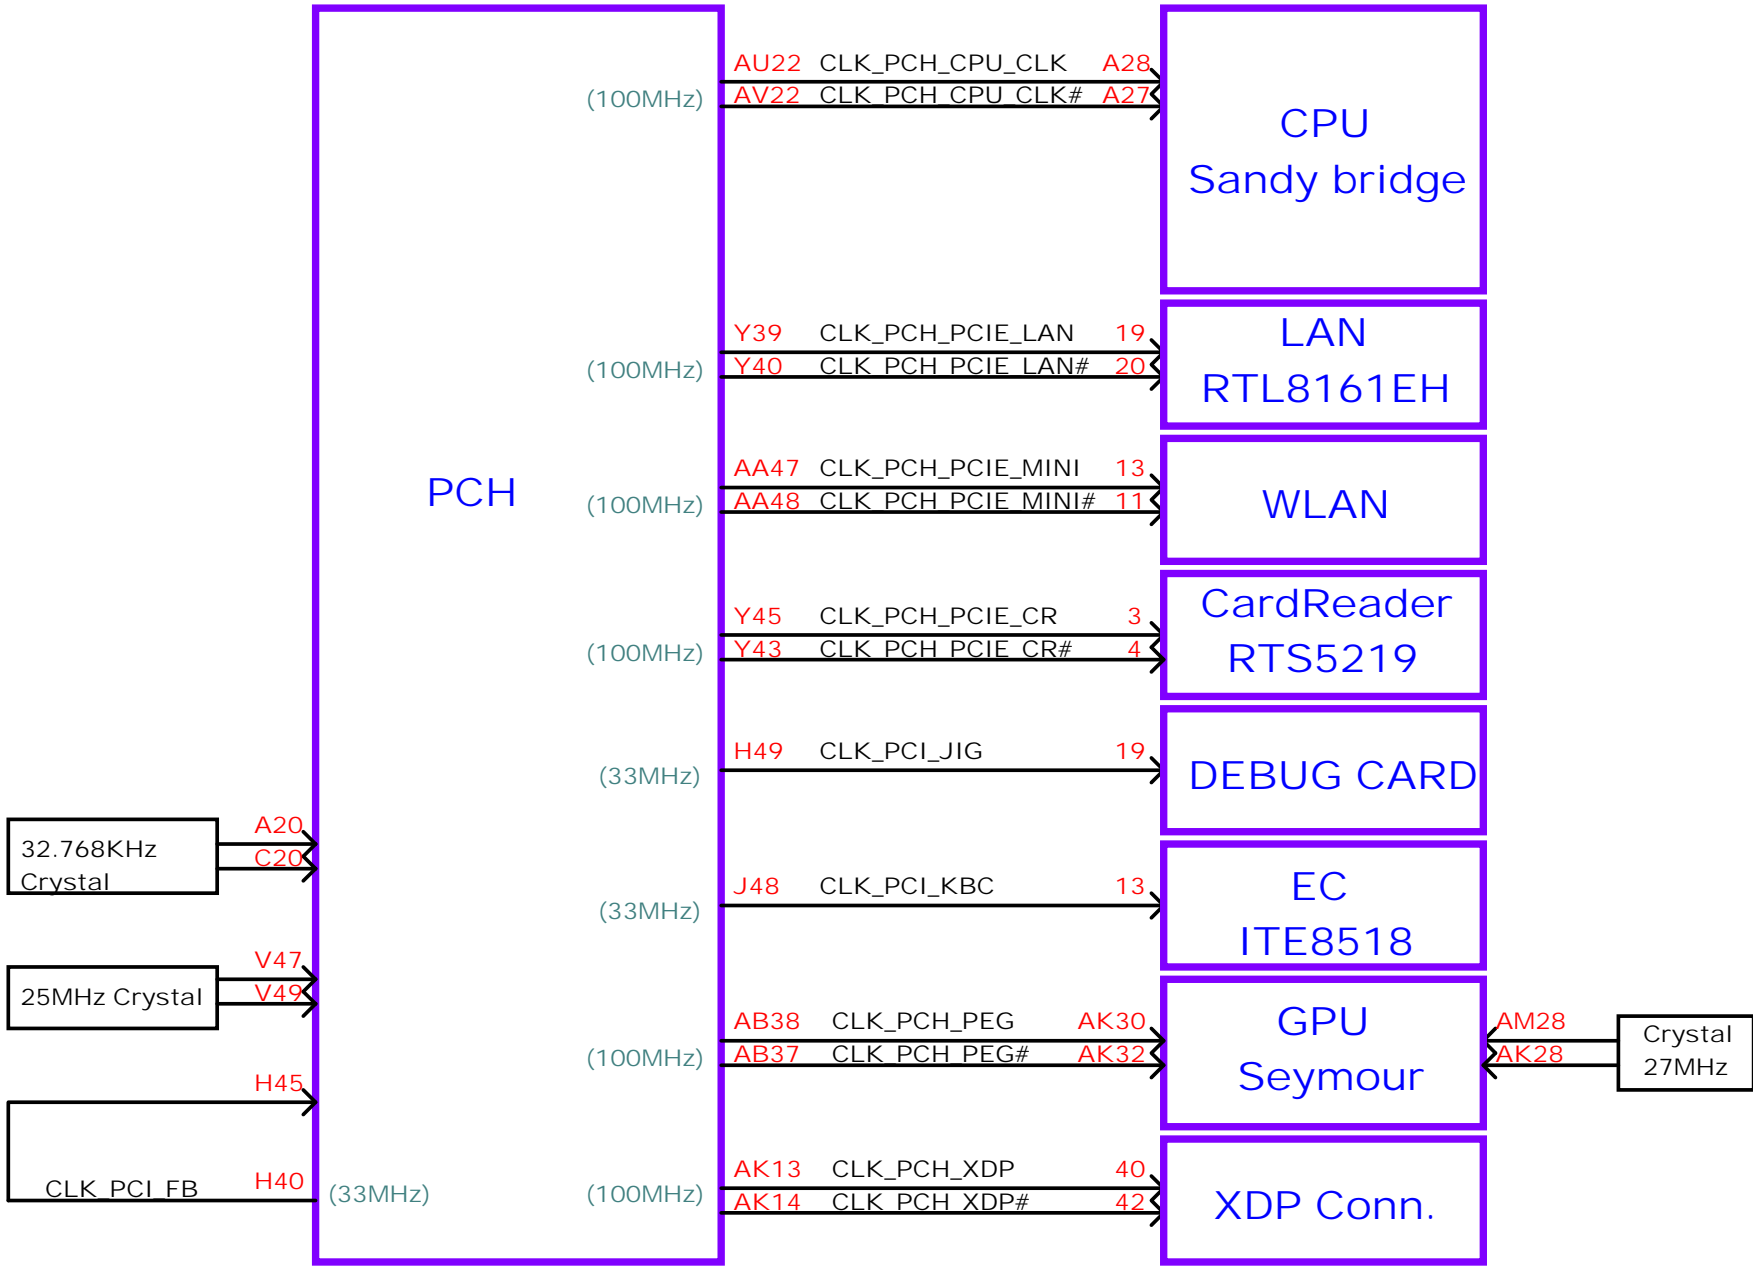 PCH
(100MHz)
AU22 CLK_PCH_CPU_CLK A28
AV22 CLK_PCH_CPU_CLK# A27
CPU
Sandy bridge
(100MHz)
Y39 CLK_PCH_PCIE_LAN 19
Y40 CLK_PCH_PCIE_LAN# 20
LAN
RTL8161EH
(100MHz)
AA47 CLK_PCH_PCIE_MINI 13
AA48 CLK_PCH_PCIE_MINI# 11
WLAN
(100MHz)
Y45 CLK_PCH_PCIE_CR 3
Y43 CLK_PCH_PCIE_CR# 4
CardReader
RTS5219
(33MHz)
H49 CLK_PCI_JIG 19
DEBUG CARD
32.768KHz
Crystal
A20
C20
(33MHz)
J48 CLK_PCI_KBC 13
EC
ITE8518
25MHz Crystal
V47
V49
(100MHz)
AB38 CLK_PCH_PEG AK30
AB37 CLK_PCH_PEG# AK32
GPU
Seymour
AM28
AK28
Crystal
27MHz
H45
CLK_PCI_FB H40 (33MHz)
(100MHz)
AK13 CLK_PCH_XDP 40
AK14 CLK_PCH_XDP# 42
XDP Conn.